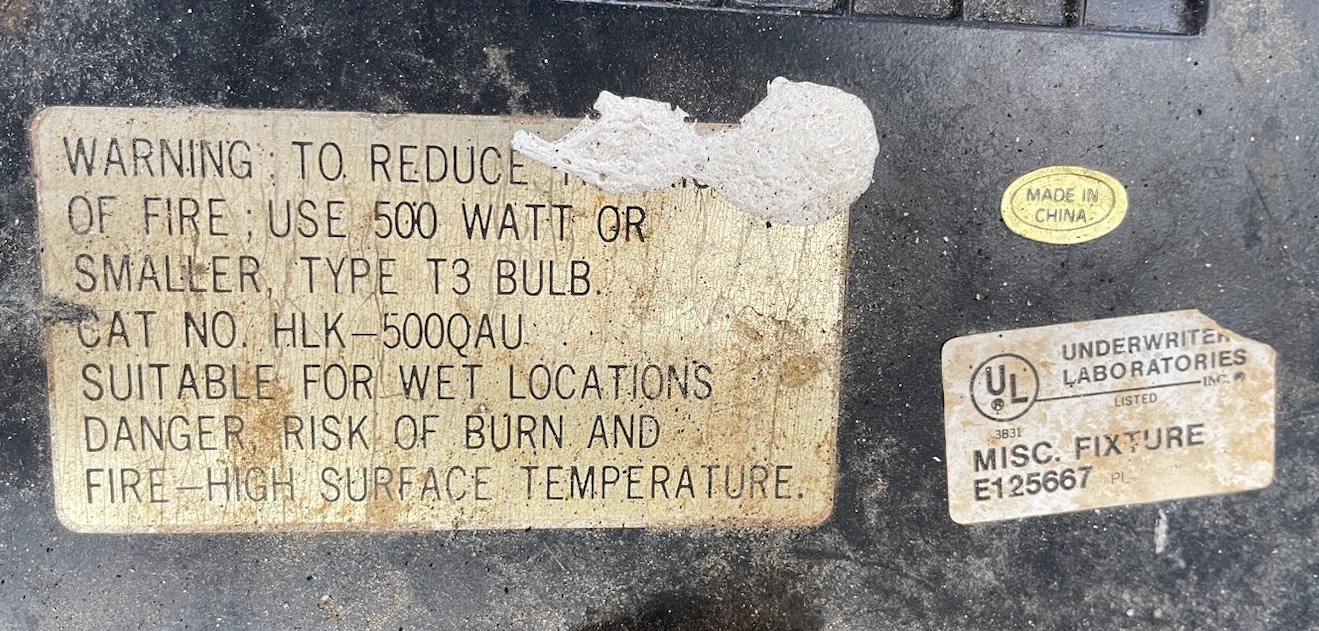 WARNING : TO REDUCE
OF FIRE ; USE 500 WATT OR
SMALLER, TYPE T3 BULB.
CAT NO. HLK-500QAU
SUITABLE FOR WET LOCATIONS
DANGER, RISK OF BURN AND
FIRE-HIGH SURFACE TEMPERATURE.
MADE IN
CHINA
UL
®
UNDERWRITER
LABORATORIES
INC. ®
LISTED
3831
MISC. FIXTURE
E125667